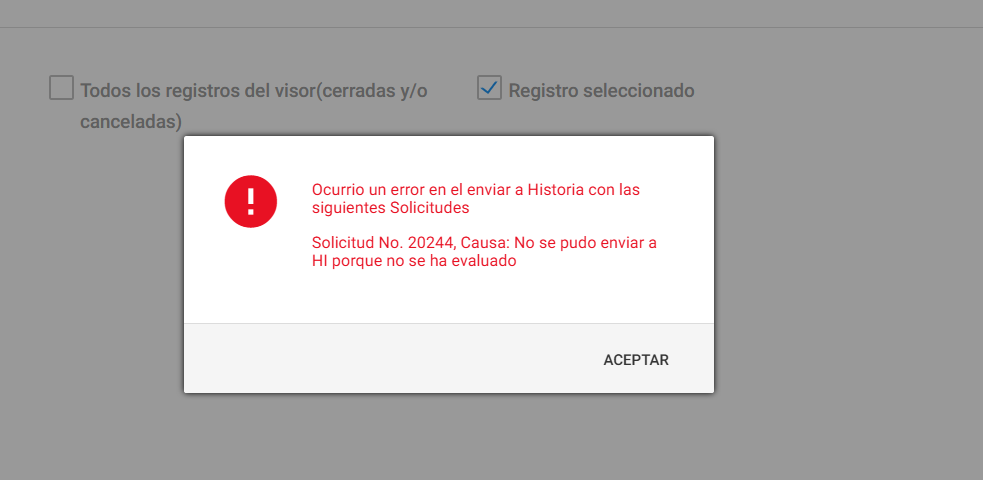 Todos los registros del visor(cerradas y/o
canceladas)
Registro seleccionado
Ocurrio un error en el enviar a Historia con las
siguientes Solicitudes
Solicitud No. 20244, Causa: No se pudo enviar a
HI porque no se ha evaluado
ACEPTAR